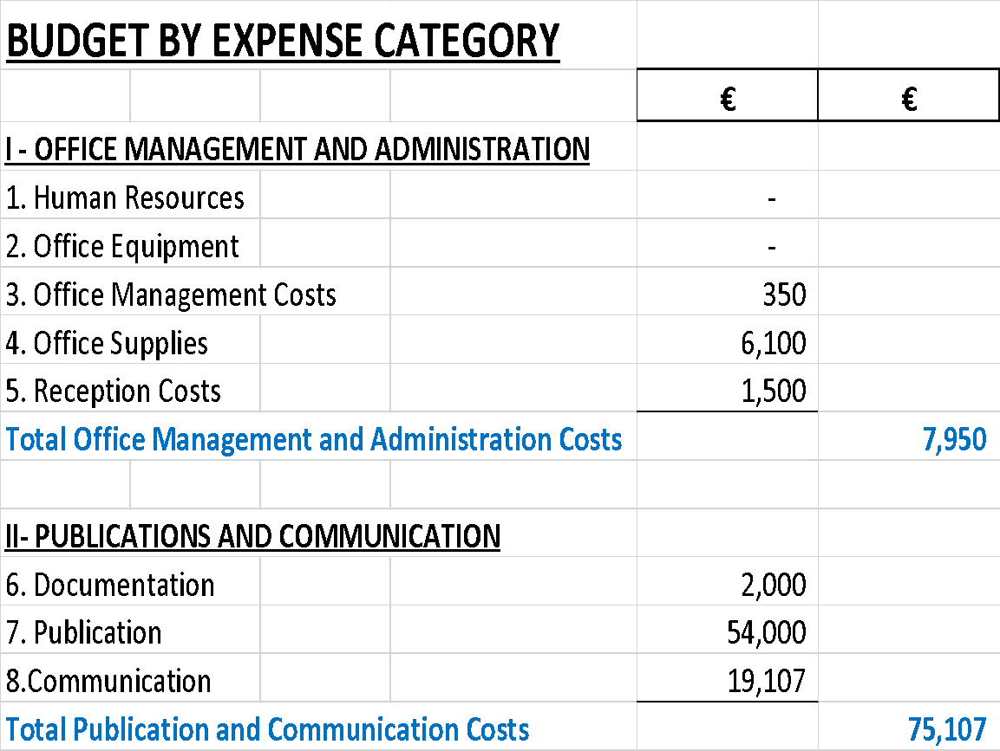 BUDGET BY EXPENSE CATEGORY
€ €
I - OFFICE MANAGEMENT AND ADMINISTRATION
1. Human Resources -
2. Office Equipment -
3. Office Management Costs 350
4. Office Supplies 6,100
5. Reception Costs 1,500
Total Office Management and Administration Costs 7,950
II- PUBLICATIONS AND COMMUNICATION
6. Documentation 2,000
7. Publication 54,000
8.Communication 19,107
Total Publication and Communication Costs 75,107